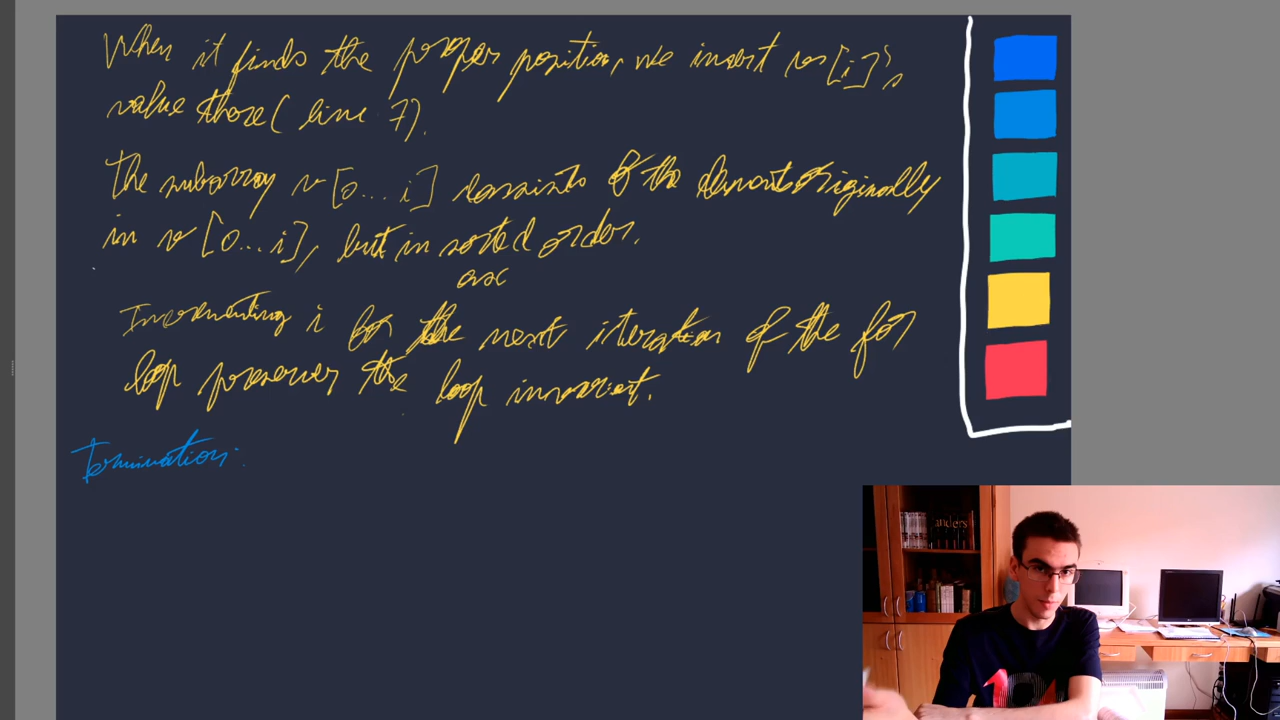 When it finds the proper position, we insert v[i]'s
value there (line 7).
The subarray v[0...i] consists of the elements originally
in v[0...i], but in sorted order.
asc
Incrementing i for the next iteration of the for
loop preserves the loop invariant.
Termination:
anders